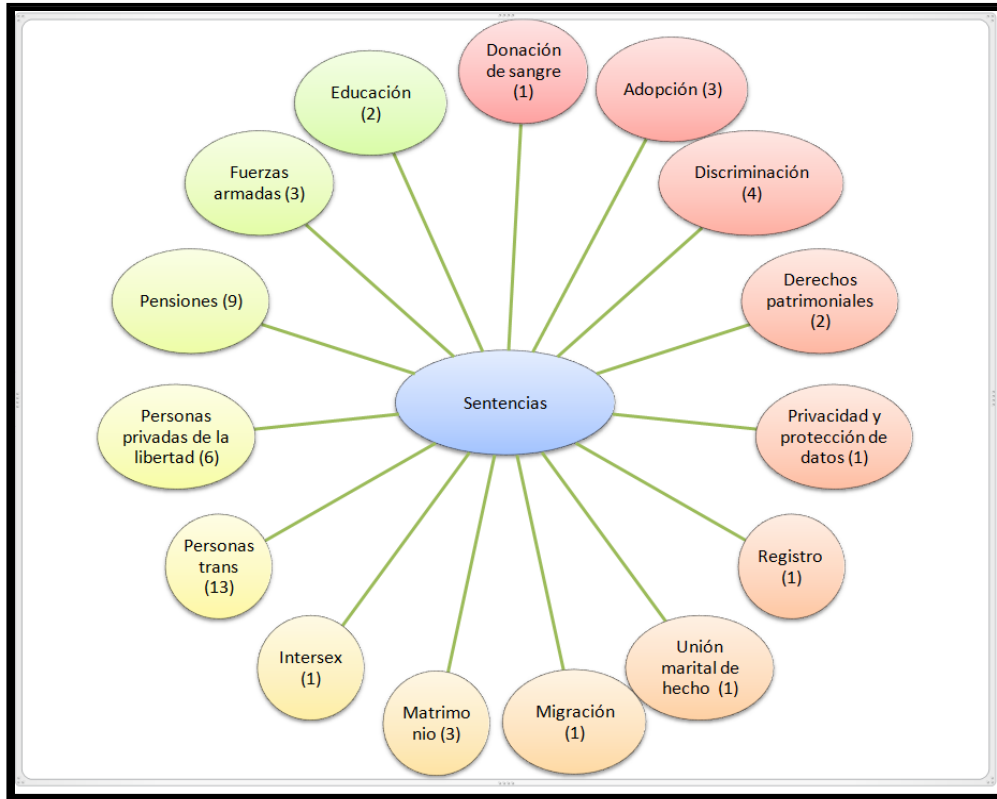 Donación
de sangre
(1)
Adopción (3)
Discriminación
(4)
Derechos
patrimoniales
(2)
Privacidad y
protección de
datos (1)
Registro
(1)
Unión
marital de
hecho (1)
Migración
(1)
Matrimo
nio (3)
Intersex
(1)
Personas
trans
(13)
Personas
privadas de la
libertad (6)
Pensiones (9)
Fuerzas
armadas (3)
Educación
(2)
Sentencias